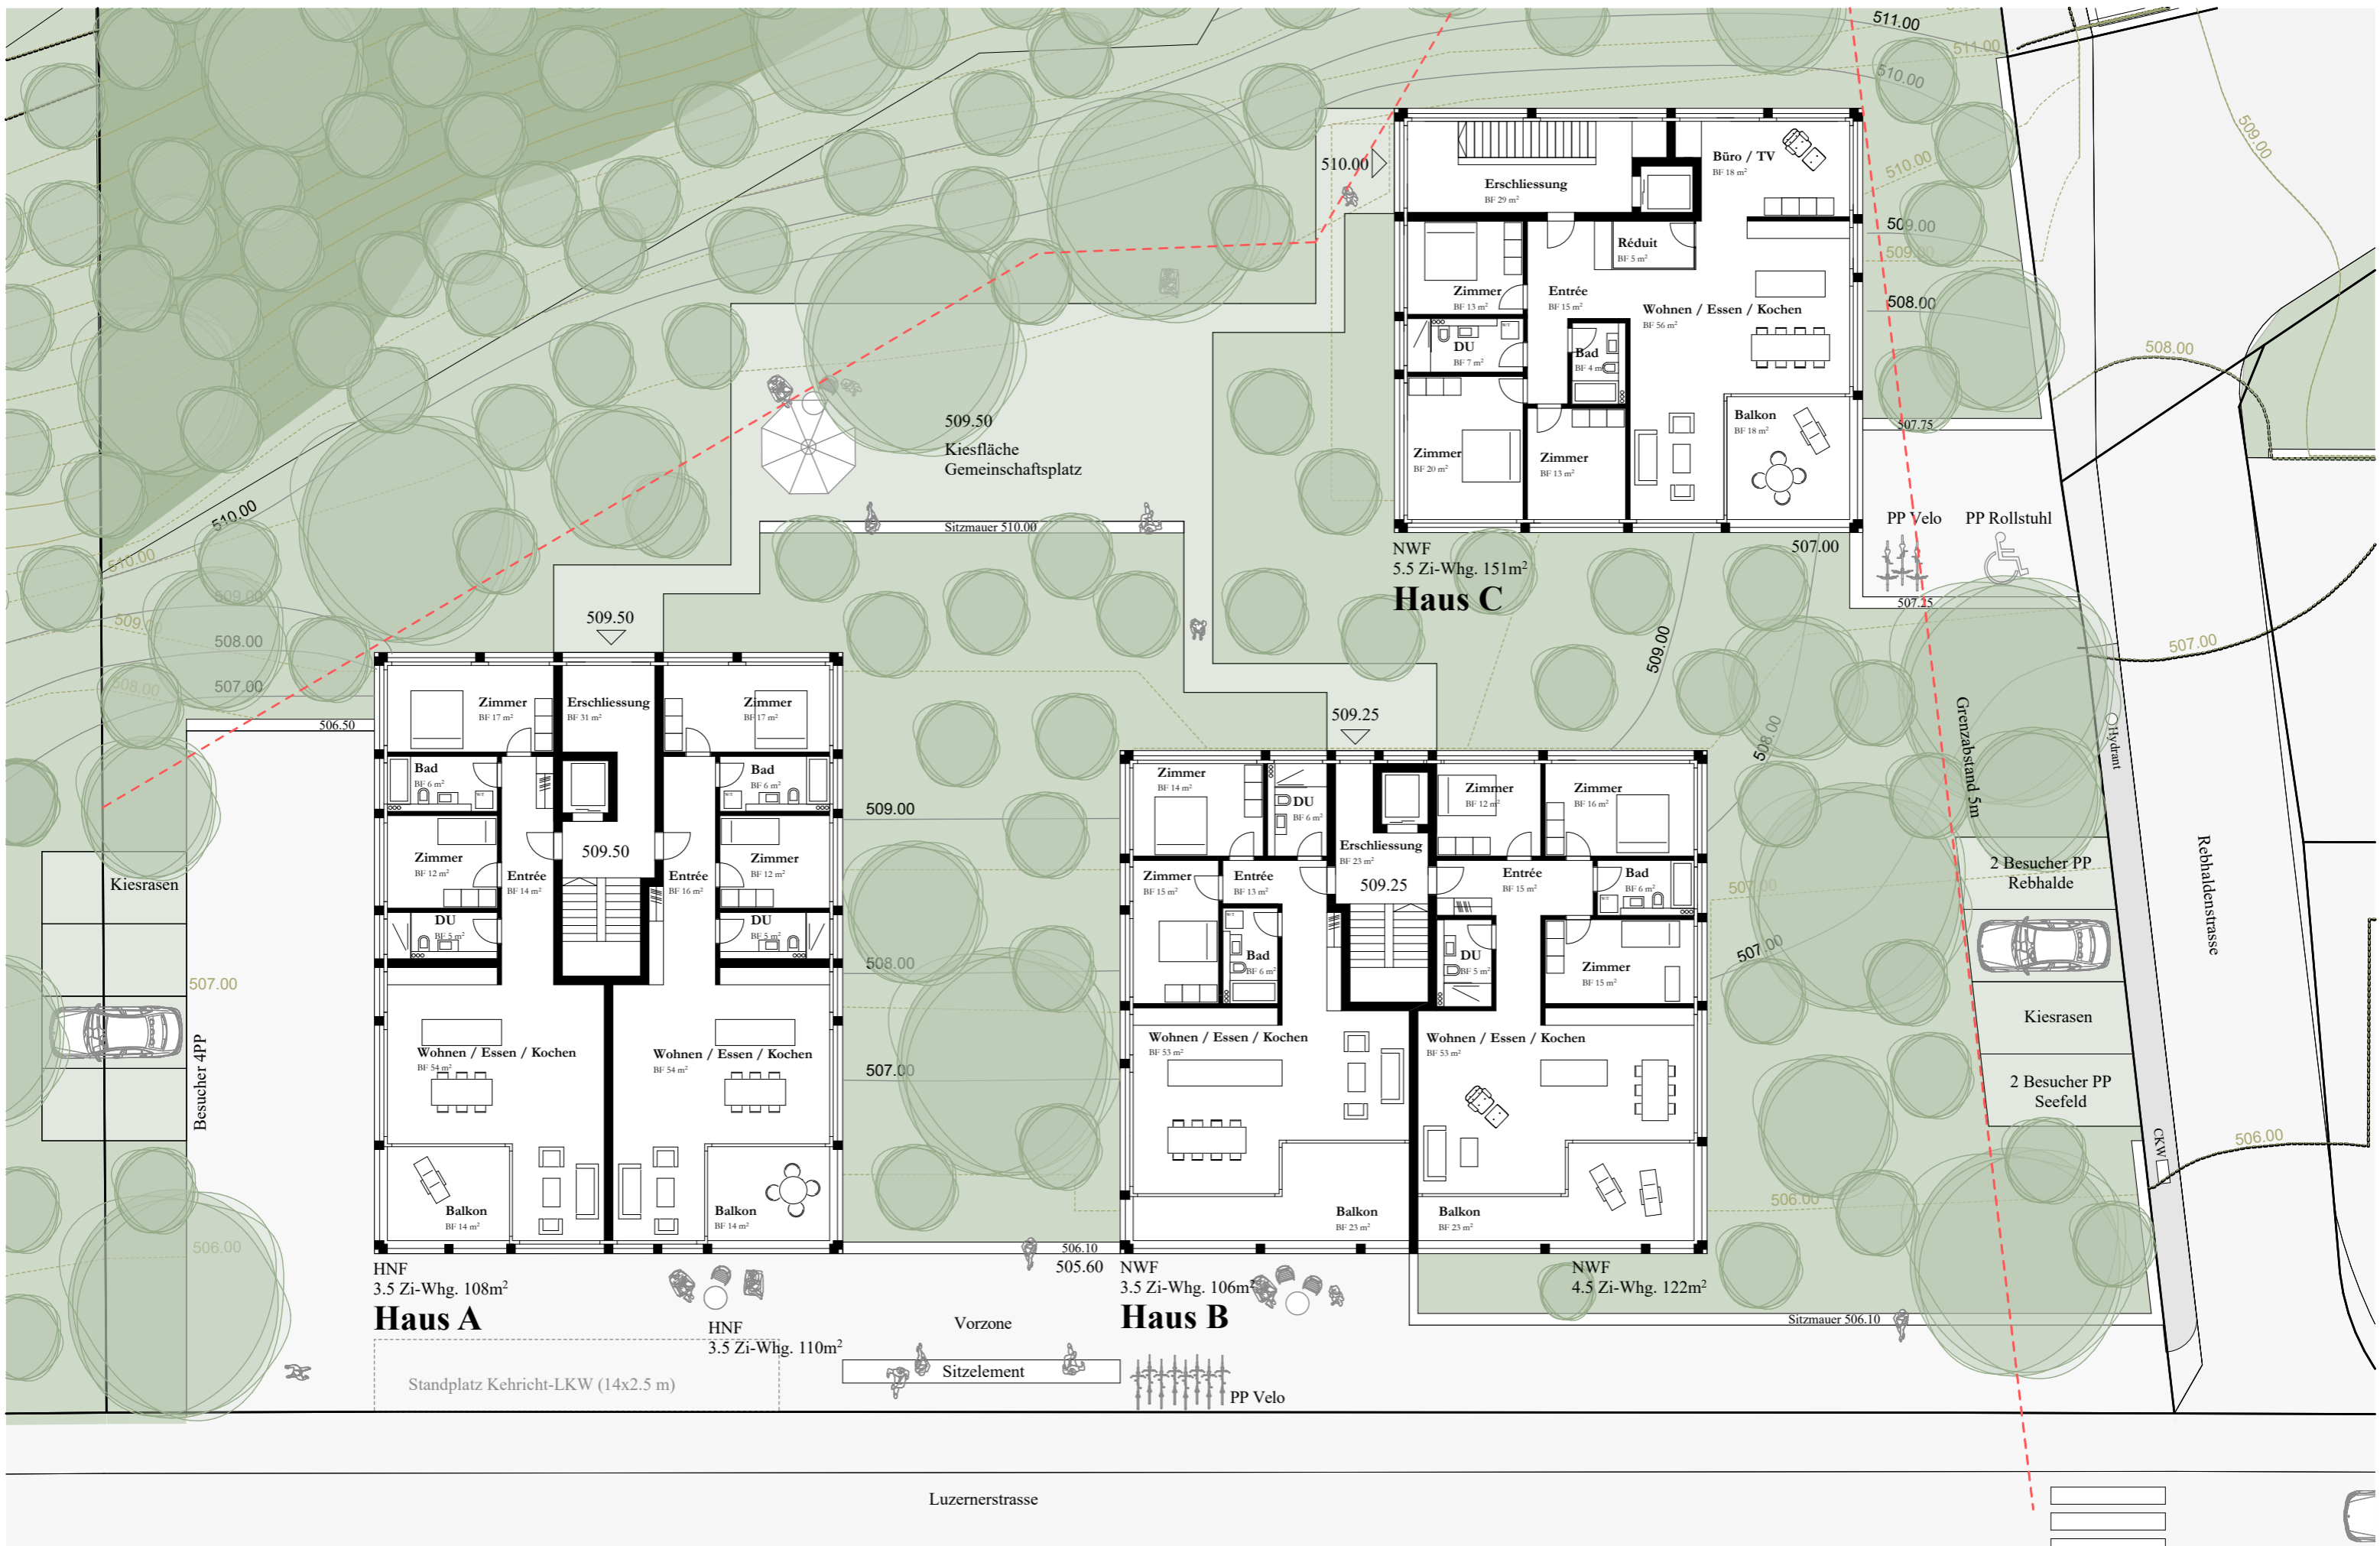 511.00
511.00
510.00
509.00
510.00
Büro / TV
BF 18 m²
510.00
Erschliessung
BF 29 m²
509.00
509.
Réduit
BF 5 m²
Zimmer
BF 13 m²
Entrée
BF 15 m²
508.00
Wohnen / Essen / Kochen
BF 56 m²
DU
BF 7 m²
Bad
BF 4 m
508.00
509.50
Kiesfläche
Gemeinschaftsplatz
Balkon
BF 18 m²
507.75
Zimmer
BF 20 m²
Zimmer
BF 13 m²
510.00
Sitzmauer 510.00
PP Velo
PP Rollstuhl
NWF
5.5 Zi-Whg. 151m²
Haus C
507.00
507.25
510.00
509.00
509.00
508.00
507.00
508.00
506.50
509.50
509.00
507.00
508.00
Grenzabstand 5m
Hydrant
Zimmer
BF 17 m²
Erschliessung
BF 31 m²
Zimmer
BF 17 m²
509.25
Bad
BF 6 m²
Bad
BF 6 m²
Zimmer
BF 14 m²
DU
BF 6 m²
Zimmer
BF 12 m²
Zimmer
BF 16 m²
509.00
Zimmer
BF 12 m²
509.50
Zimmer
BF 12 m²
Erschliessung
BF 23 m²
Rebhaldenstrasse
2 Besucher PP
Rebhalde
Kiesrasen
Entrée
BF 14 m²
Entrée
BF 16 m²
Zimmer
BF 15 m²
Entrée
BF 13 m²
509.25
Entrée
BF 15 m²
Bad
BF 6 m²
507.00
DU
BF 5 m²
DU
BF 5 m²
Bad
BF 6 m²
DU
BF 5 m²
Zimmer
BF 15 m²
507.00
508.00
507.00
Kiesrasen
Besucher 4PP
Wohnen / Essen / Kochen
BF 54 m²
Wohnen / Essen / Kochen
BF 54 m²
507.00
Wohnen / Essen / Kochen
BF 53 m²
Wohnen / Essen / Kochen
BF 53 m²
2 Besucher PP
Seefeld
CKW
506.00
506.00
Balkon
BF 14 m²
Balkon
BF 14 m²
Balkon
BF 23 m²
Balkon
BF 23 m²
506.00
506.10
505.60
HNF
3.5 Zi-Whg. 108m²
Haus A
HNF
3.5 Zi-Whg. 110m²
NWF
3.5 Zi-Whg. 106m²
Haus B
NWF
4.5 Zi-Whg. 122m²
Sitzmauer 506.10
Vorzone
Standplatz Kehricht-LKW (14x2.5 m)
Sitzelement
PP Velo
Luzernerstrasse